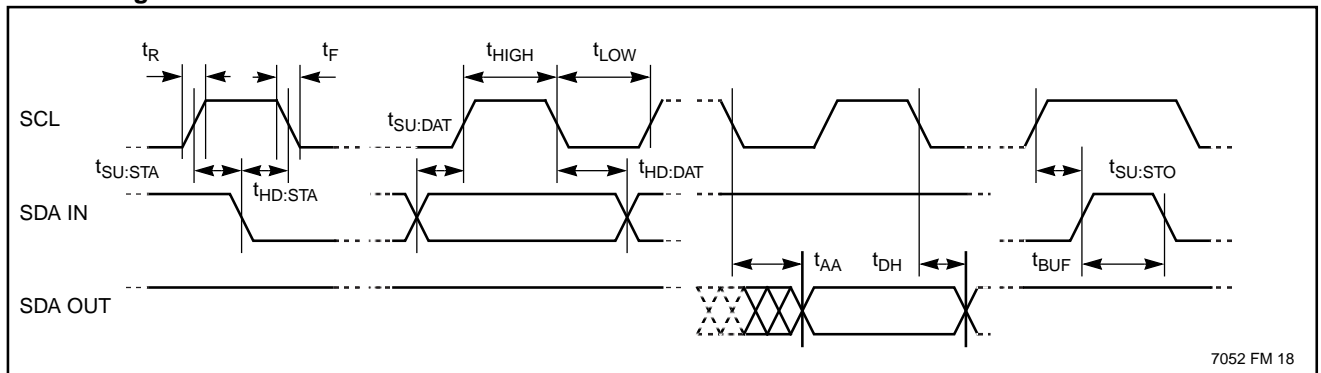 tR
tF
tHIGH
tLOW
SCL
tSU:DAT
tSU:STA
tHD:STA
tHD:DAT
tSU:STO
SDA IN
tAA
tDH
tBUF
SDA OUT
7052 FM 18